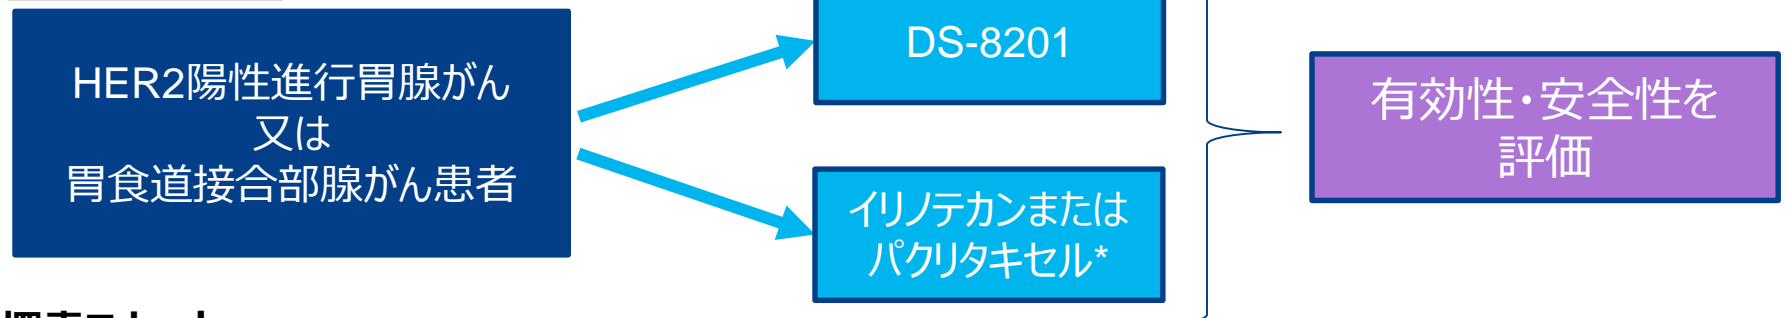 HER2陽性進行胃腺がん
又は
胃食道接合部腺がん患者
DS-8201
イリノテカンまたは
パクリタキセル*
有効性・安全性を
評価